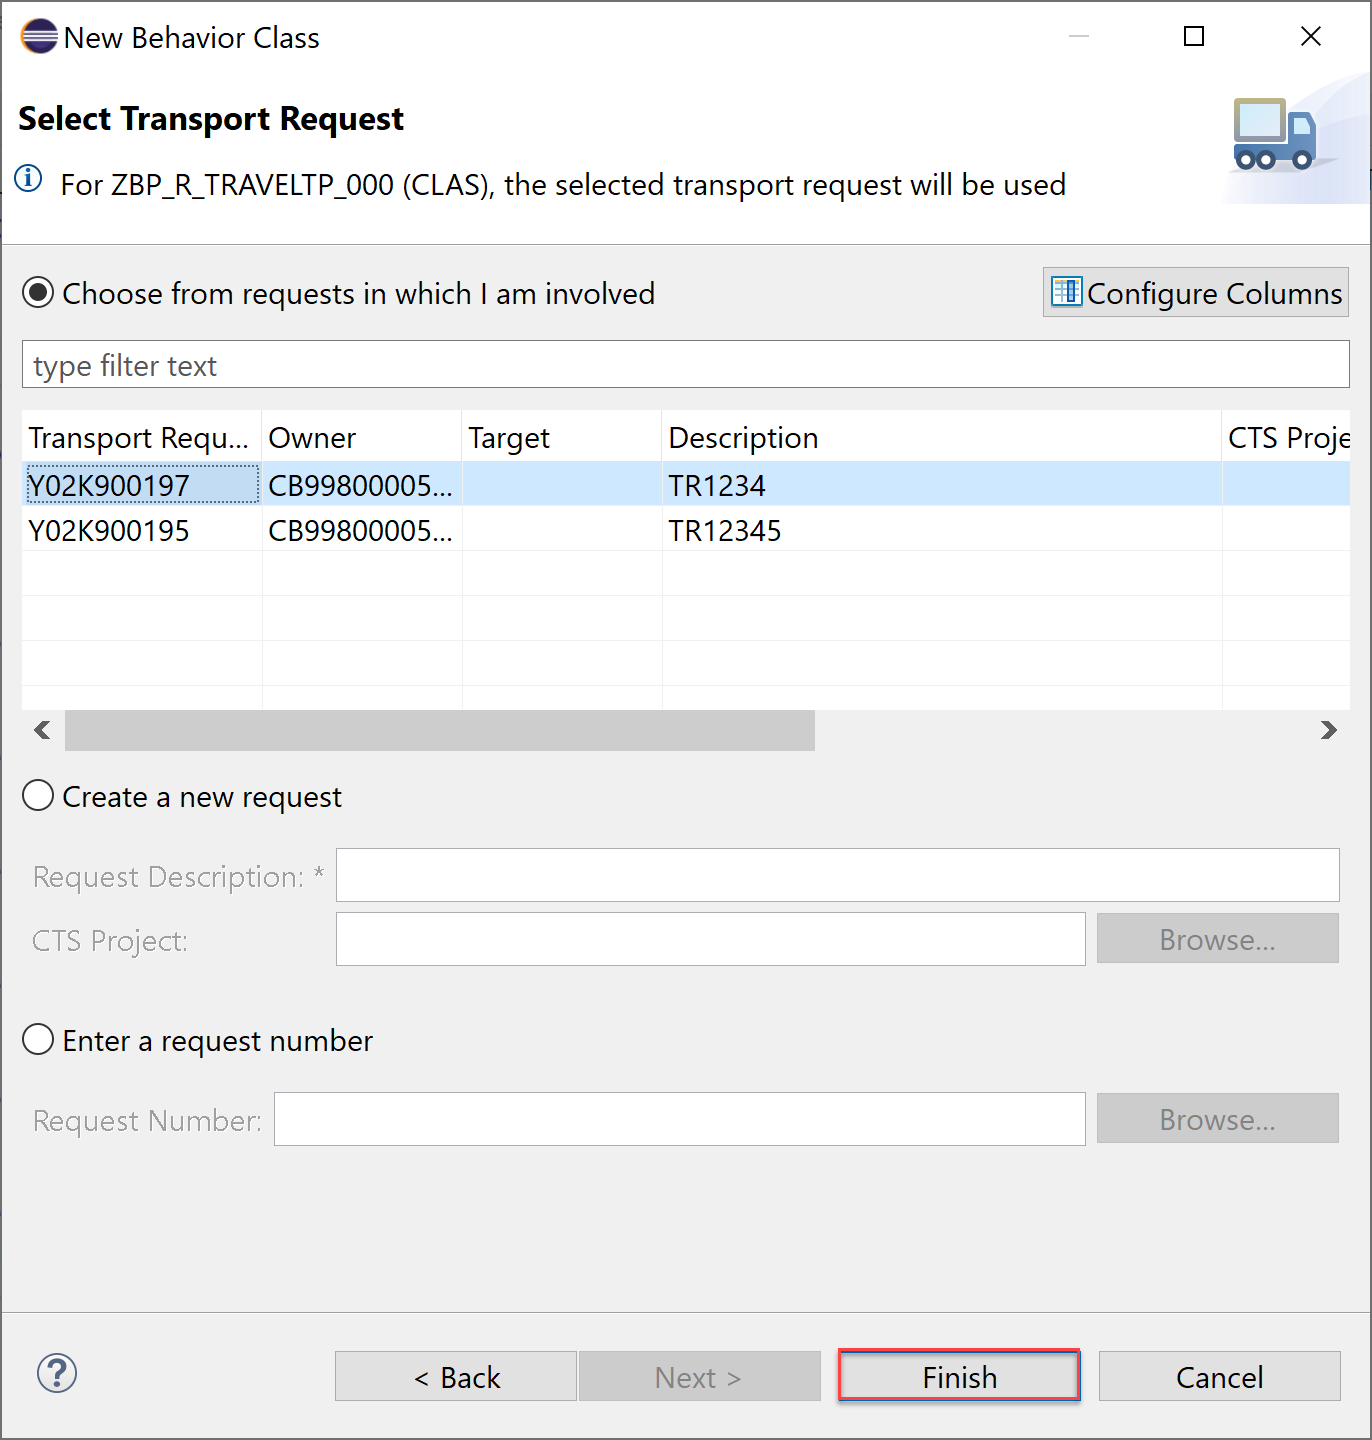 New Behavior Class
Select Transport Request
For ZBP_R_TRAVELTP_000 (CLAS), the selected transport request will be used
Choose from requests in which I am involved
Configure Columns
type filter text
Transport Requ... Owner Target Description CTS Proje
Y02K900197 CB99800005... TR1234
Y02K900195 CB99800005... TR12345
Create a new request
Request Description: *
CTS Project:
Browse...
Enter a request number
Request Number:
Browse...
? < Back Next > Finish Cancel